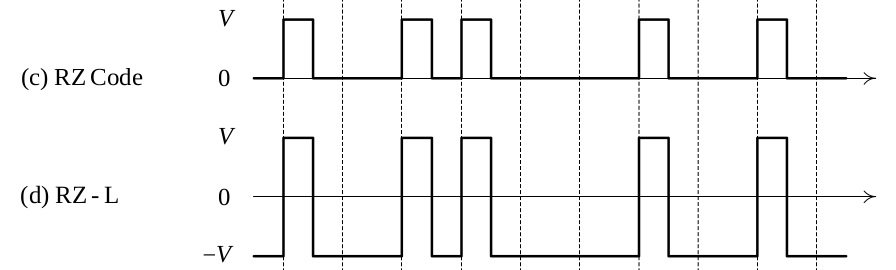 V
(c) RZ Code 0
V
(d) RZ - L 0
−V